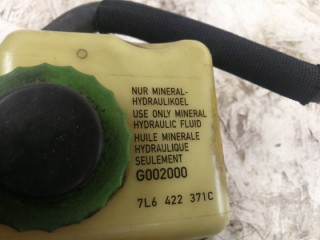 NUR MINERAL-
HYDRAULIKOEL
USE ONLY MINERAL
HYDRAULIC FLUID
HUILE MINERALE
HYDRAULIQUE
SEULEMENT
G002000
7L6 422 371C